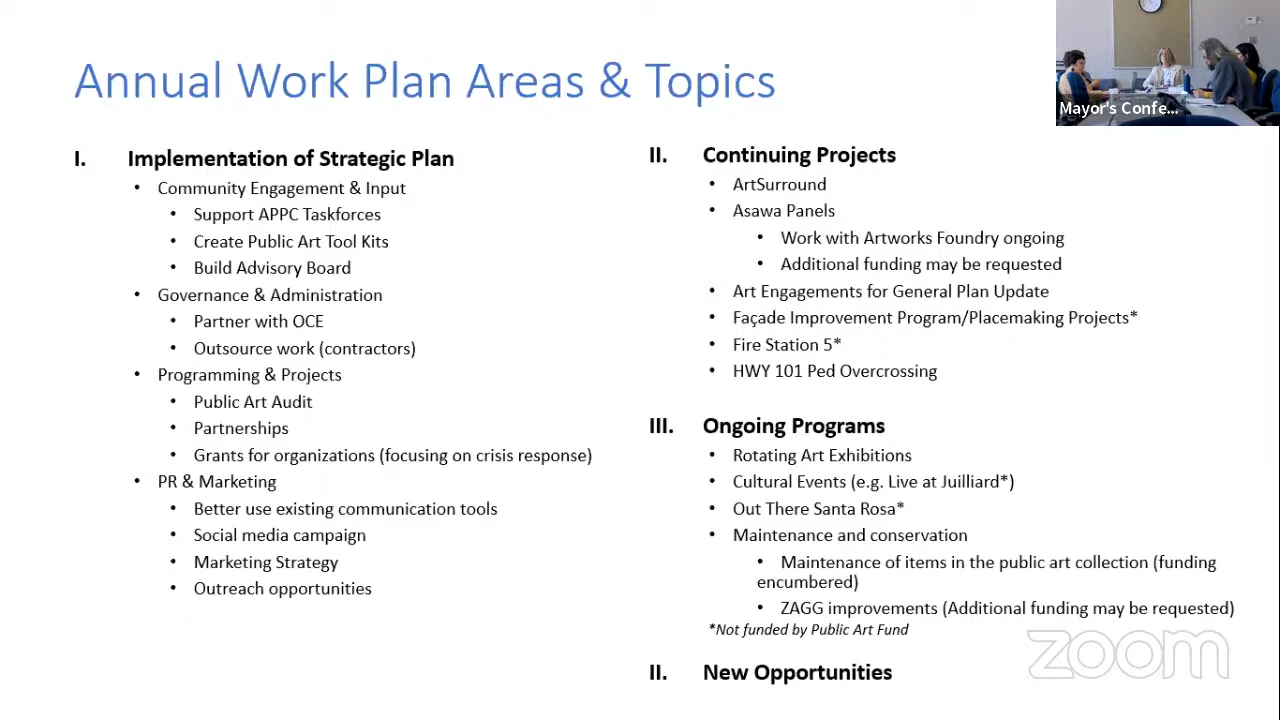 Annual Work Plan Areas & Topics
Mayor's Confe...
I. Implementation of Strategic Plan
• Community Engagement & Input
• Support APPC Taskforces
• Create Public Art Tool Kits
• Build Advisory Board
• Governance & Administration
• Partner with OCE
• Outsource work (contractors)
• Programming & Projects
• Public Art Audit
• Partnerships
• Grants for organizations (focusing on crisis response)
• PR & Marketing
• Better use existing communication tools
• Social media campaign
• Marketing Strategy
• Outreach opportunities
II. Continuing Projects
• ArtSurround
• Asawa Panels
• Work with Artworks Foundry ongoing
• Additional funding may be requested
• Art Engagements for General Plan Update
• Façade Improvement Program/Placemaking Projects*
• Fire Station 5*
• HWY 101 Ped Overcrossing
III. Ongoing Programs
• Rotating Art Exhibitions
• Cultural Events (e.g. Live at Juilliard*)
• Out There Santa Rosa*
• Maintenance and conservation
• Maintenance of items in the public art collection (funding
encumbered)
• ZAGG improvements (Additional funding may be requested)
*Not funded by Public Art Fund
II. New Opportunities
zoom